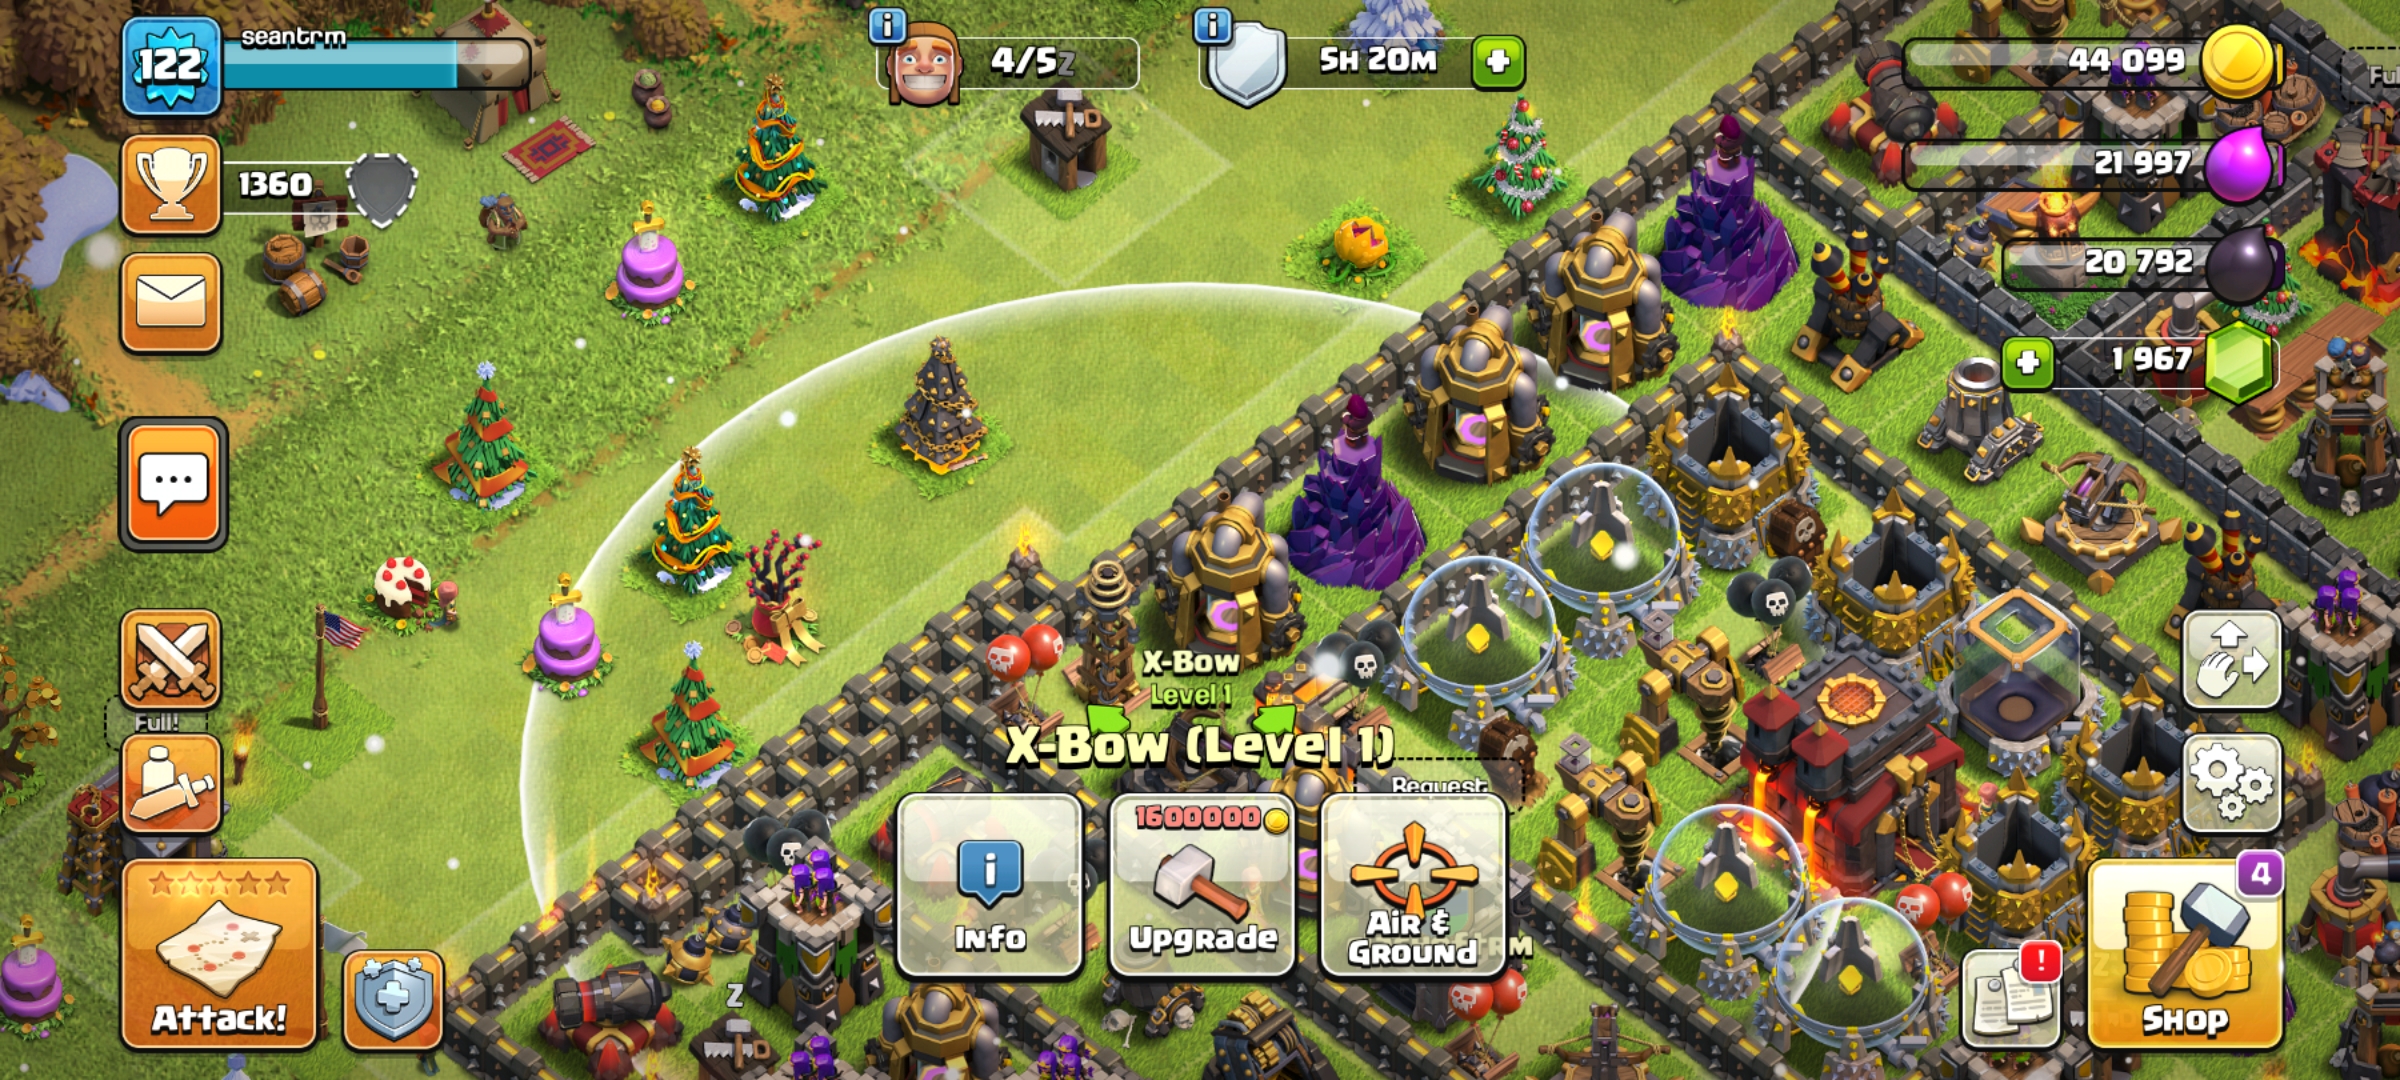 122
seantrm
4/5
z
5h 20m
44 099
Ful
1360
21 997
20 792
1 967
X-Bow
Level 1
X-Bow (Level 1)
Full!
Request
1600000
Info
Upgrade
Air &
Ground
4
Attack!
z
Shop